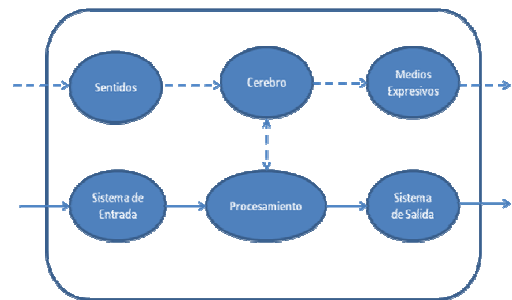 Sentidos
Cerebro
Medios
Expresivos
Sistema de
Entrada
Procesamiento
Sistema
de Salida